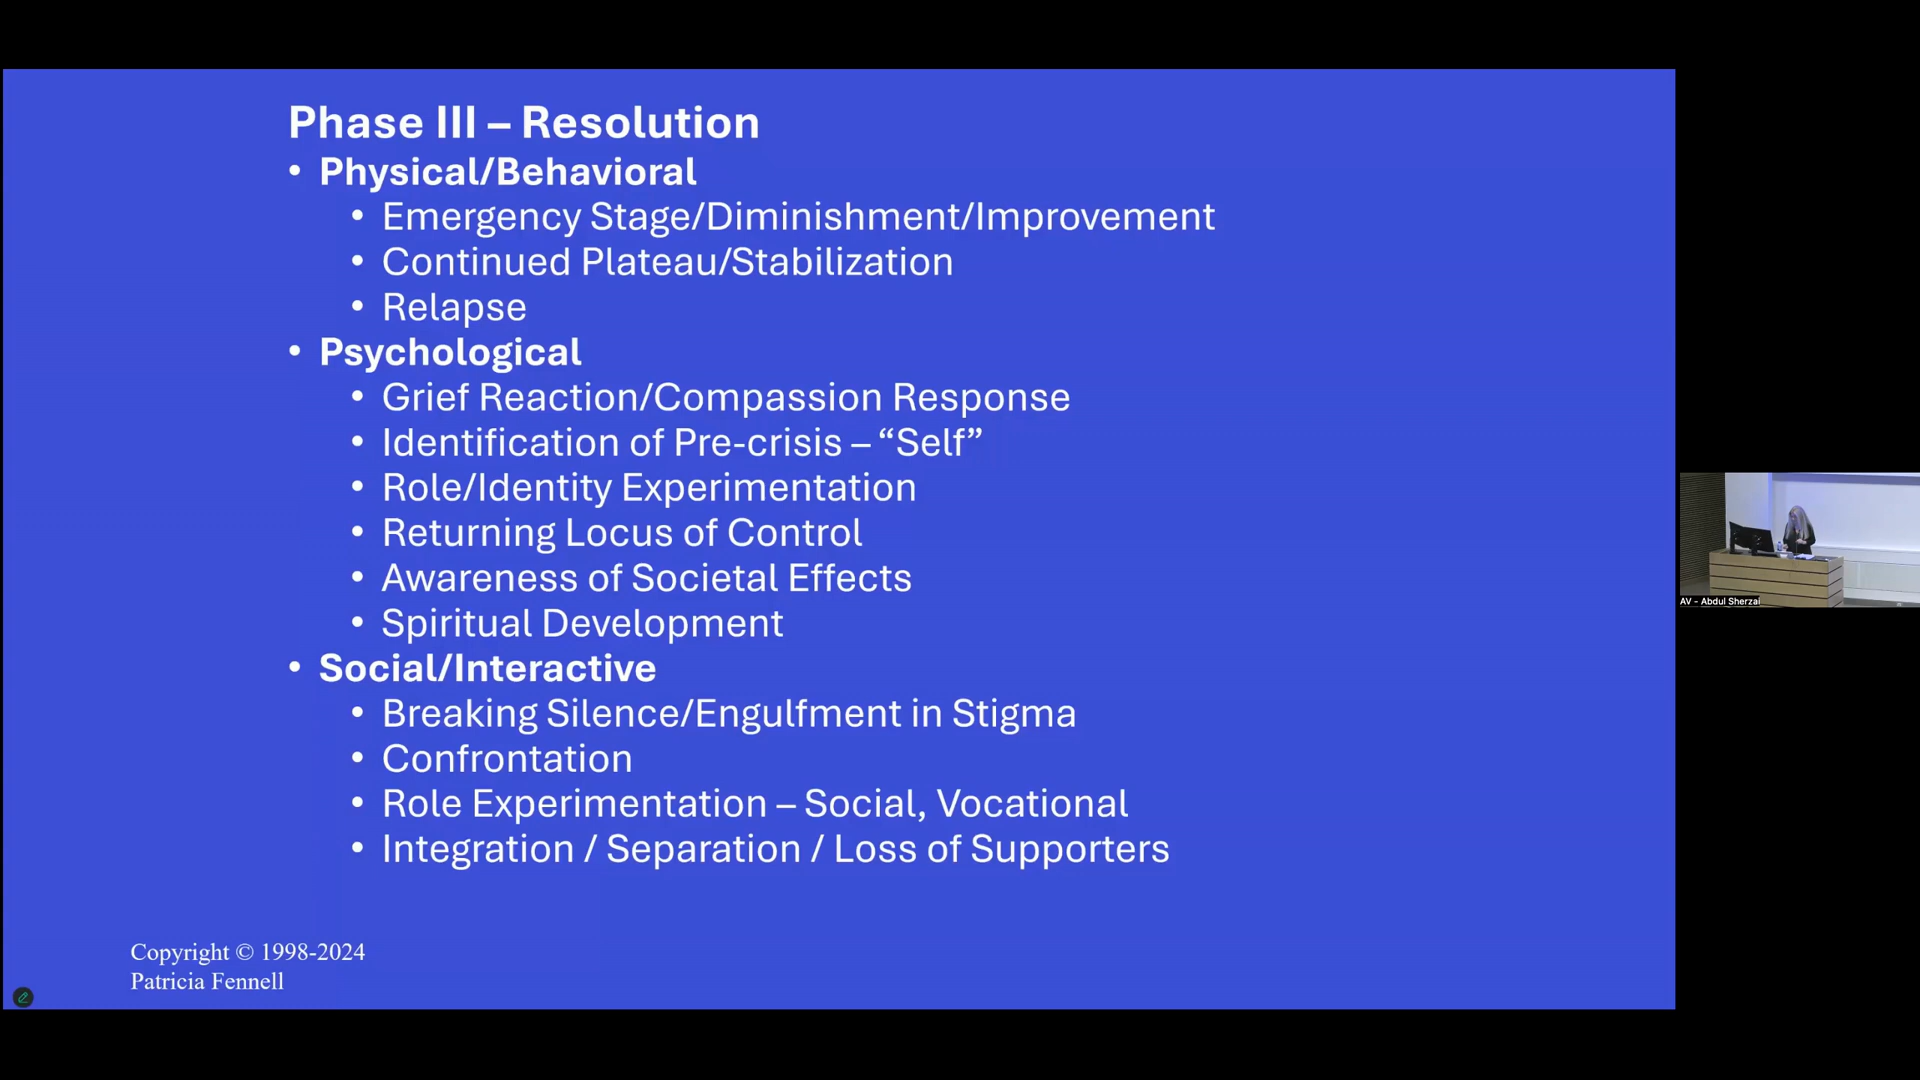 Phase III – Resolution
• Physical/Behavioral
• Emergency Stage/Diminishment/Improvement
• Continued Plateau/Stabilization
• Relapse
• Psychological
• Grief Reaction/Compassion Response
• Identification of Pre-crisis – “Self”
• Role/Identity Experimentation
• Returning Locus of Control
• Awareness of Societal Effects
• Spiritual Development
• Social/Interactive
• Breaking Silence/Engulfment in Stigma
• Confrontation
• Role Experimentation – Social, Vocational
• Integration / Separation / Loss of Supporters
Copyright © 1998-2024
Patricia Fennell
AV - Abdul Sherzai